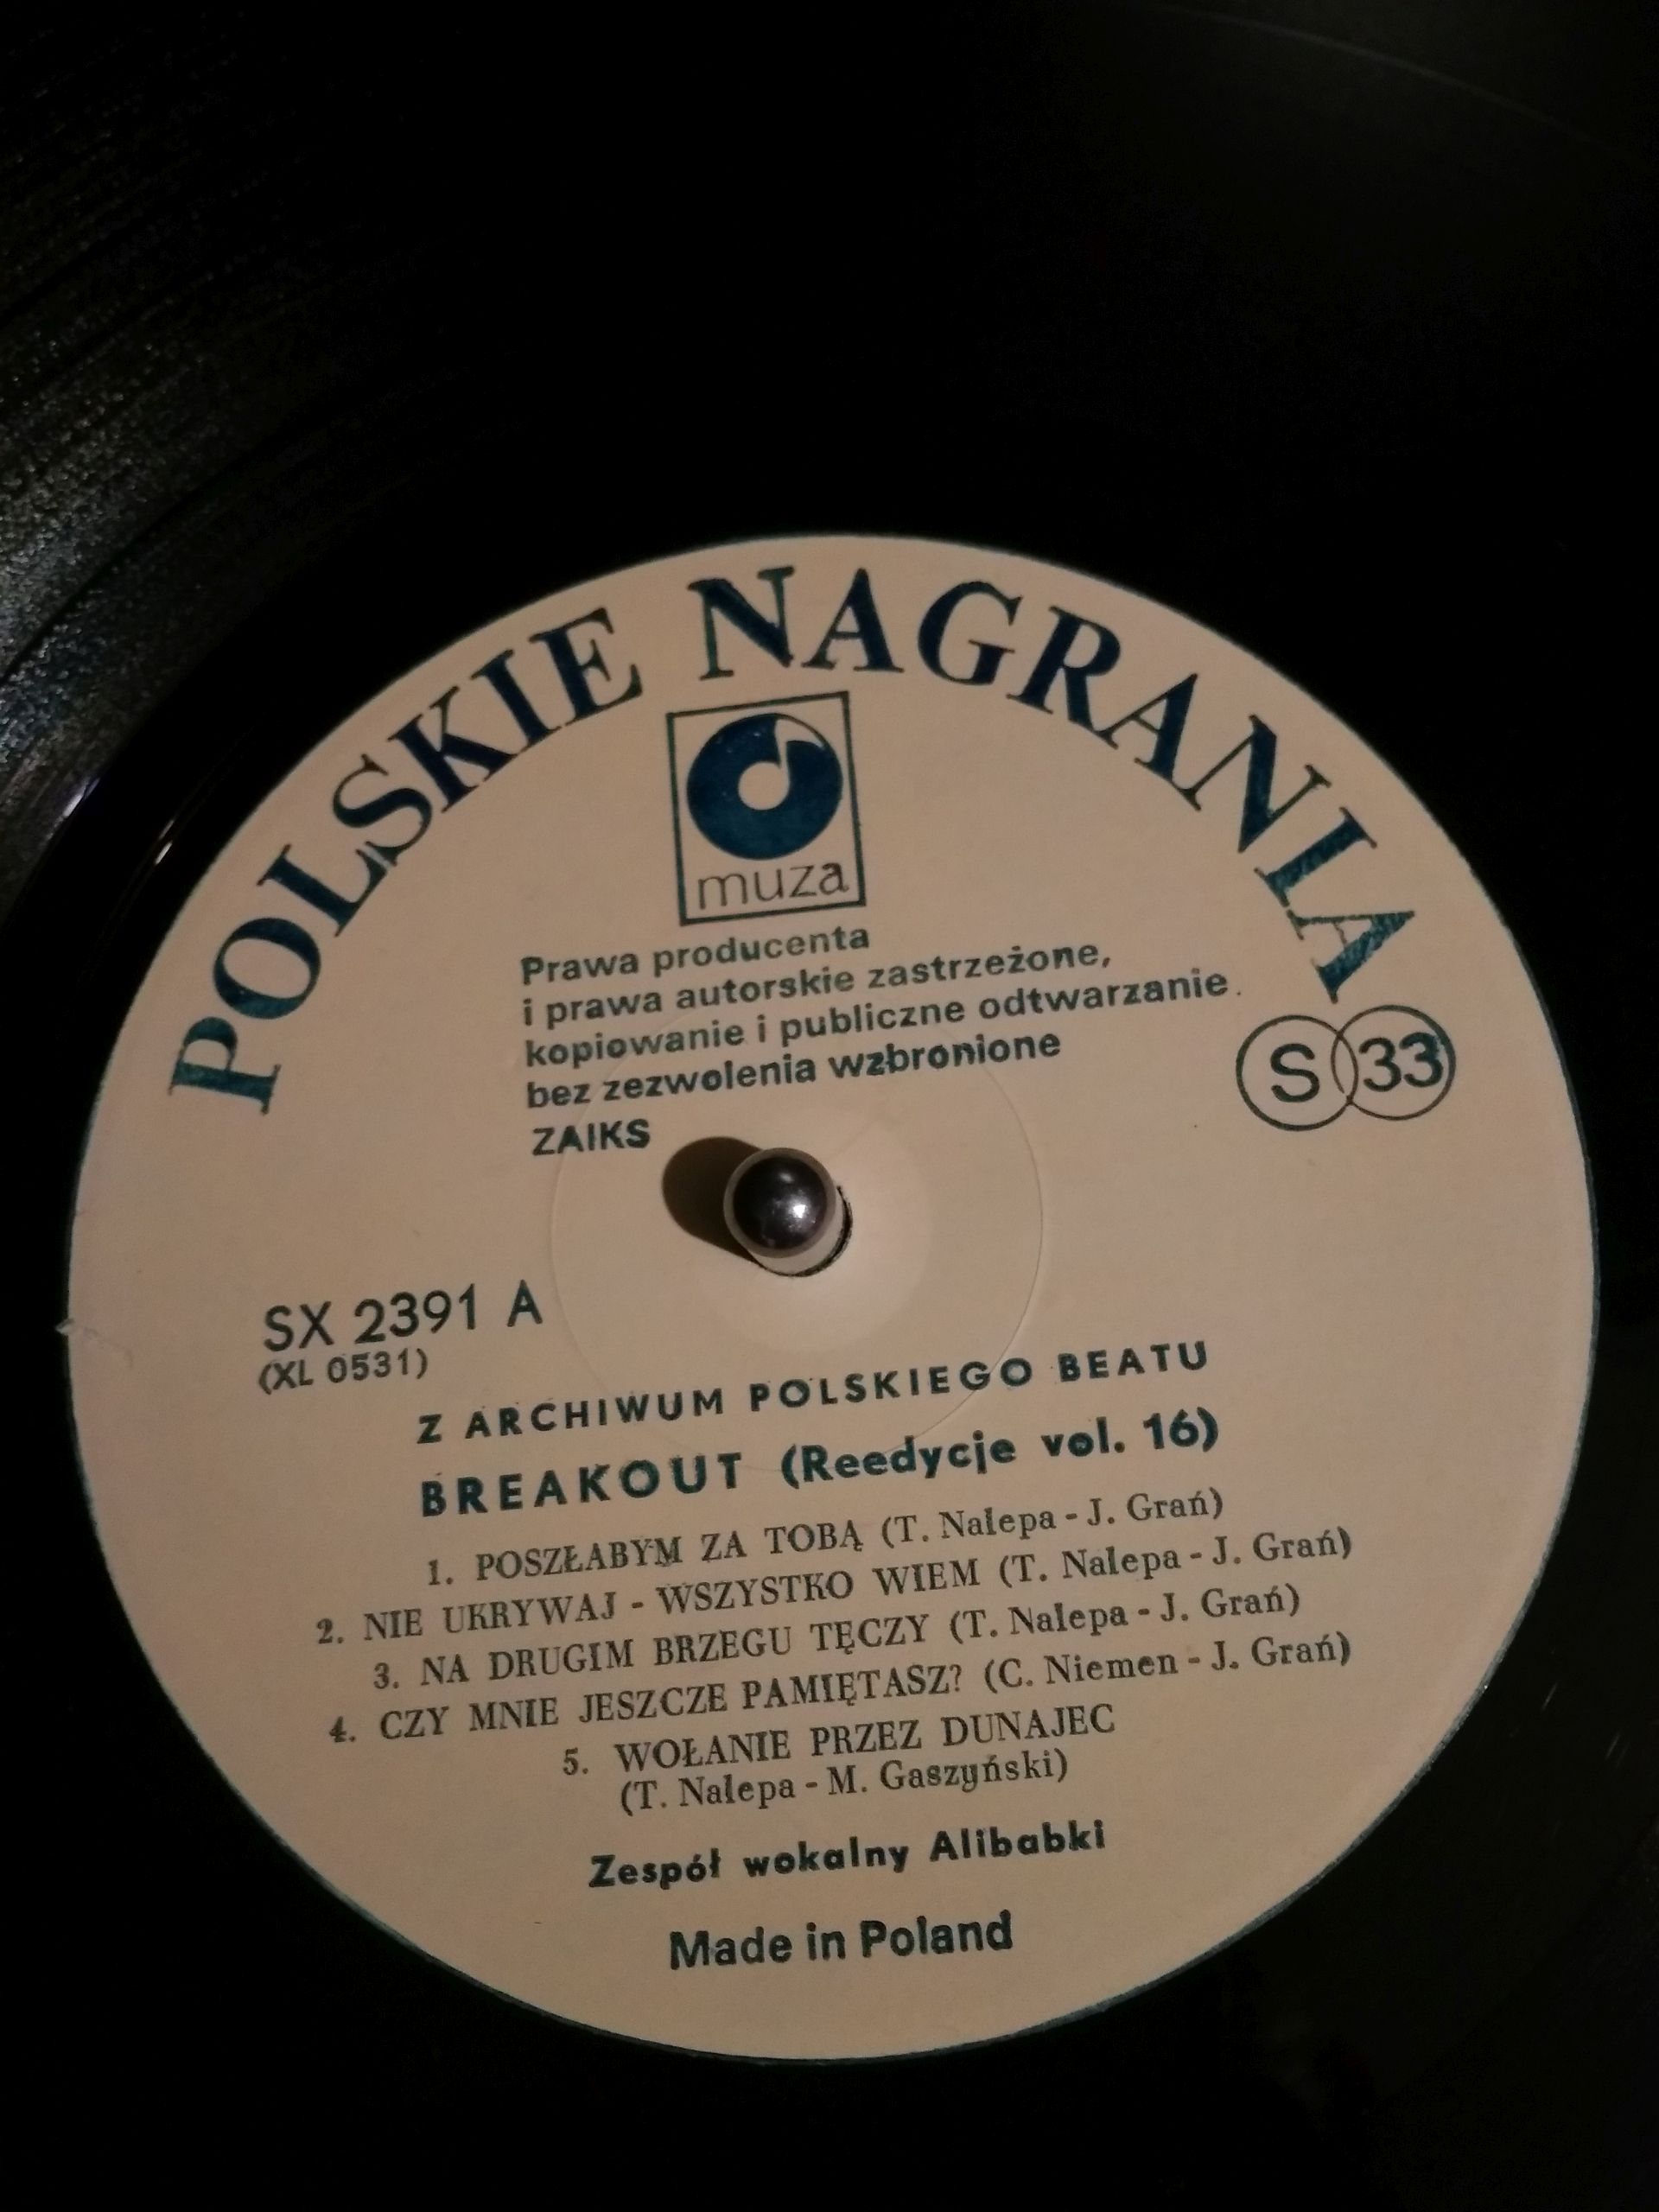 POLSKIE NAGRANIA
muza
Prawa producenta
i prawa autorskie zastrzeżone,
kopiowanie i publiczne odtwarzanie
bez zezwolenia wzbronione
ZAIKS
S 33
SX 2391 A
(XL 0531)
Z ARCHIWUM POLSKIEGO BEATU
BREAKOUT (Reedycje vol. 16)
1. POSZŁABYM ZA TOBĄ (T. Nalepa - J. Grań)
2. NIE UKRYWAJ - WSZYSTKO WIEM (T. Nalepa - J. Grań)
3. NA DRUGIM BRZEGU TĘCZY (T. Nalepa - J. Grań)
4. CZY MNIE JESZCZE PAMIĘTASZ? (C. Niemen - J. Grań)
5. WOŁANIE PRZEZ DUNAJEC
(T. Nalepa - M. Gaszyński)
Zespół wokalny Alibabki
Made in Poland